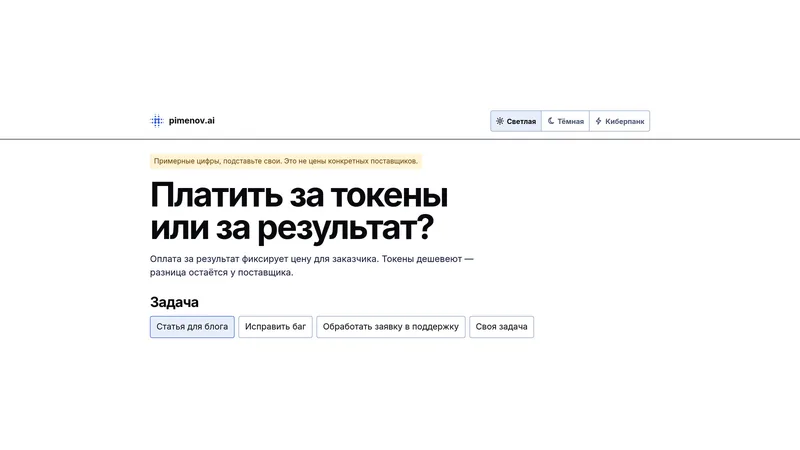 pimenov.ai
Светлая Тёмная Киберпанк
Примерные цифры, подставьте свои. Это не цены конкретных поставщиков.
Платить за токены
или за результат?
Оплата за результат фиксирует цену для заказчика. Токены дешевеют —
разница остаётся у поставщика.
Задача
Статья для блога Исправить баг Обработать заявку в поддержку Своя задача